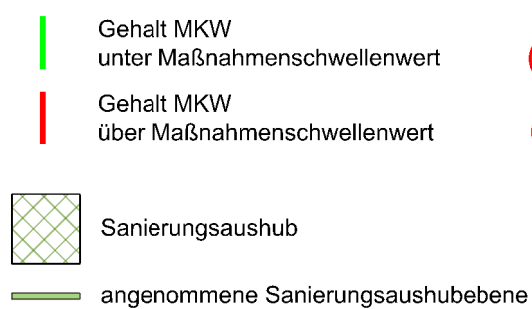 Gehalt MKW
unter Maßnahmenschwellenwert
Gehalt MKW
über Maßnahmenschwellenwert
Sanierungsaushub
angenommene Sanierungsaushubebene